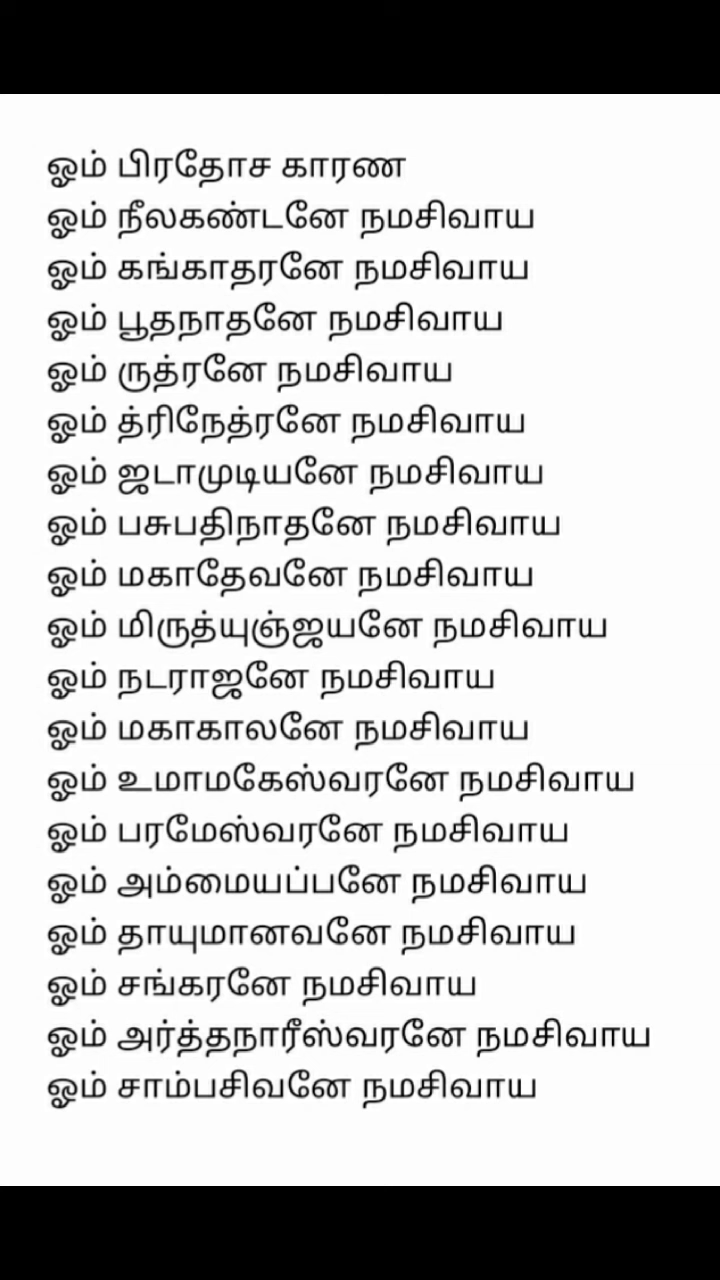 ஓம் பிரதோச காரண
ஓம் நீலகண்டனே நமசிவாய
ஓம் கங்காதரனே நமசிவாய
ஓம் பூதநாதனே நமசிவாய
ஓம் ருத்ரனே நமசிவாய
ஓம் த்ரிநேத்ரனே நமசிவாய
ஓம் ஜடாமுடியனே நமசிவாய
ஓம் பசுபதிநாதனே நமசிவாய
ஓம் மகாதேவனே நமசிவாய
ஓம் மிருத்யுஞ்ஜயனே நமசிவாய
ஓம் நடராஜனே நமசிவாய
ஓம் மகாகாலனே நமசிவாய
ஓம் உமாமகேஸ்வரனே நமசிவாய
ஓம் பரமேஸ்வரனே நமசிவாய
ஓம் அம்மையப்பனே நமசிவாய
ஓம் தாயுமானவனே நமசிவாய
ஓம் சங்கரனே நமசிவாய
ஓம் அர்த்தநாரீஸ்வரனே நமசிவாய
ஓம் சாம்பசிவனே நமசிவாய